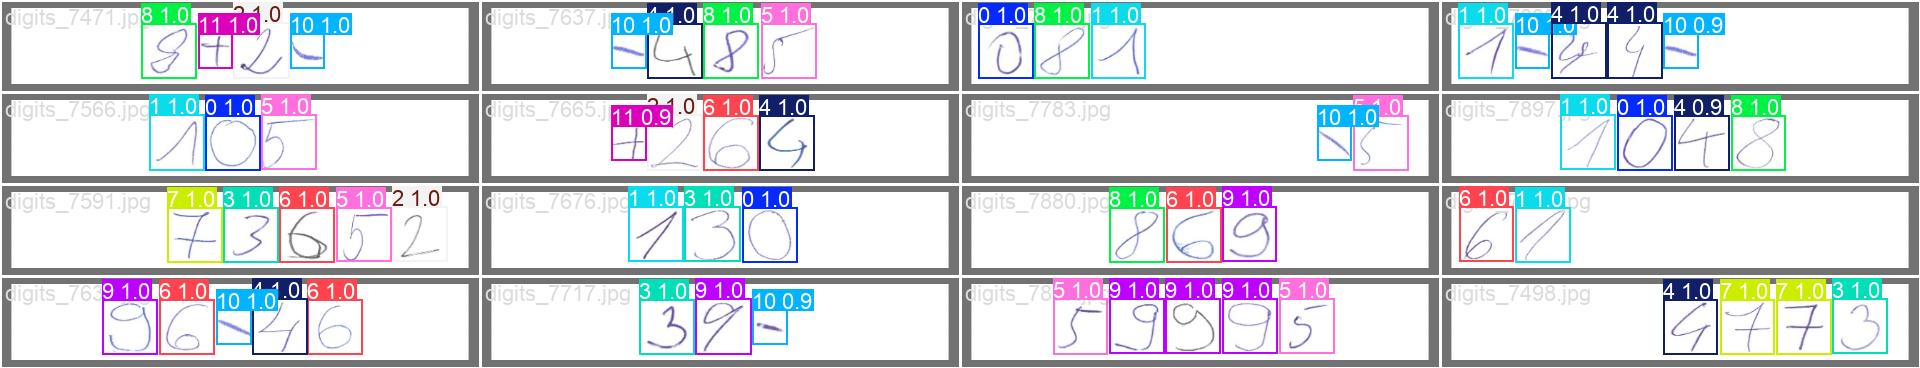 digits_7471.jpg 8 1.0 11 1.0 2 1.0 10 1.0
8+2-
digits_7637.jpg 10 1.0 4 1.0 8 1.0 5 1.0
-485
0 1.0 8 1.0 1 1.0
081
1 1.0 10 1.0 4 1.0 4 1.0 10 0.9
1-44-
digits_7566.jpg 1 1.0 0 1.0 5 1.0
105
digits_7665.jpg 11 0.9 2 1.0 6 1.0 4 1.0
+264
digits_7783.jpg 10 1.0 5 1.0
-5
digits_7897.jpg 1 1.0 0 1.0 4 0.9 8 1.0
1048
digits_7591.jpg 7 1.0 3 1.0 6 1.0 5 1.0 2 1.0
73652
digits_7676.jpg 1 1.0 3 1.0 0 1.0
130
digits_7880.jpg 8 1.0 6 1.0 9 1.0
869
6 1.0 1 1.0
61
digits_763 9 1.0 6 1.0 10 1.0 4 1.0 6 1.0
96-46
digits_7717.jpg 3 1.0 9 1.0 10 0.9
39-
digits_78 5 1.0 9 1.0 9 1.0 9 1.0 5 1.0
59995
digits_7498.jpg 4 1.0 7 1.0 7 1.0 3 1.0
4773